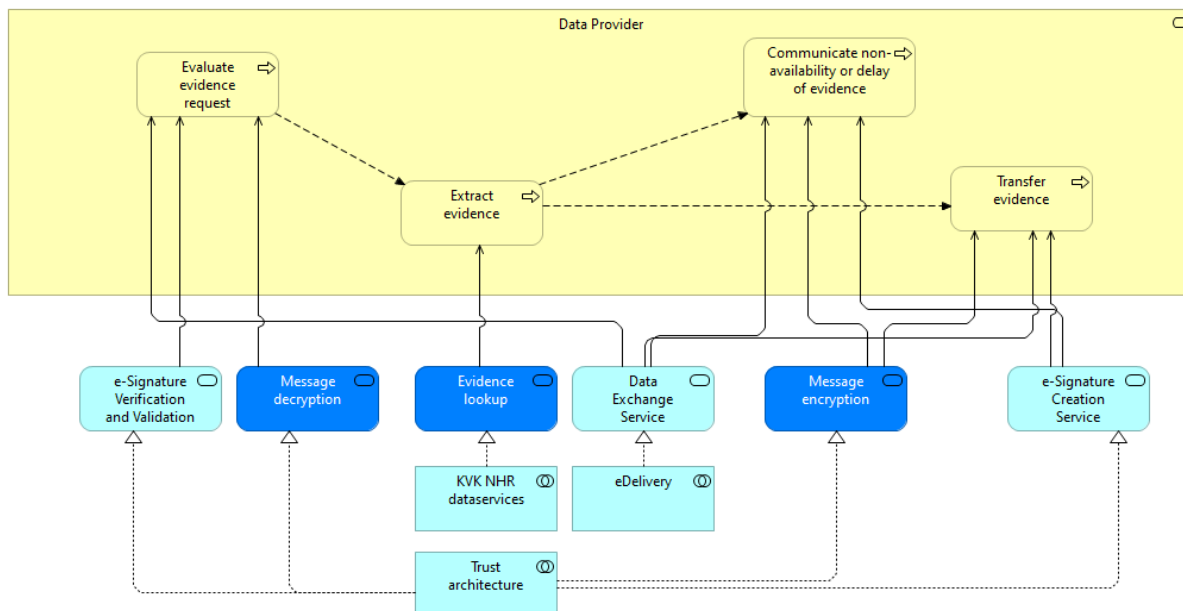 Data Provider
Evaluate
evidence
request
Communicate non-
availability or delay
of evidence
Extract
evidence
Transfer
evidence
e-Signature
Verification
and Validation
Message
decryption
Evidence
lookup
Data
Exchange
Service
Message
encryption
e-Signature
Creation
Service
KVK NHR
dataservices
eDelivery
Trust
architecture